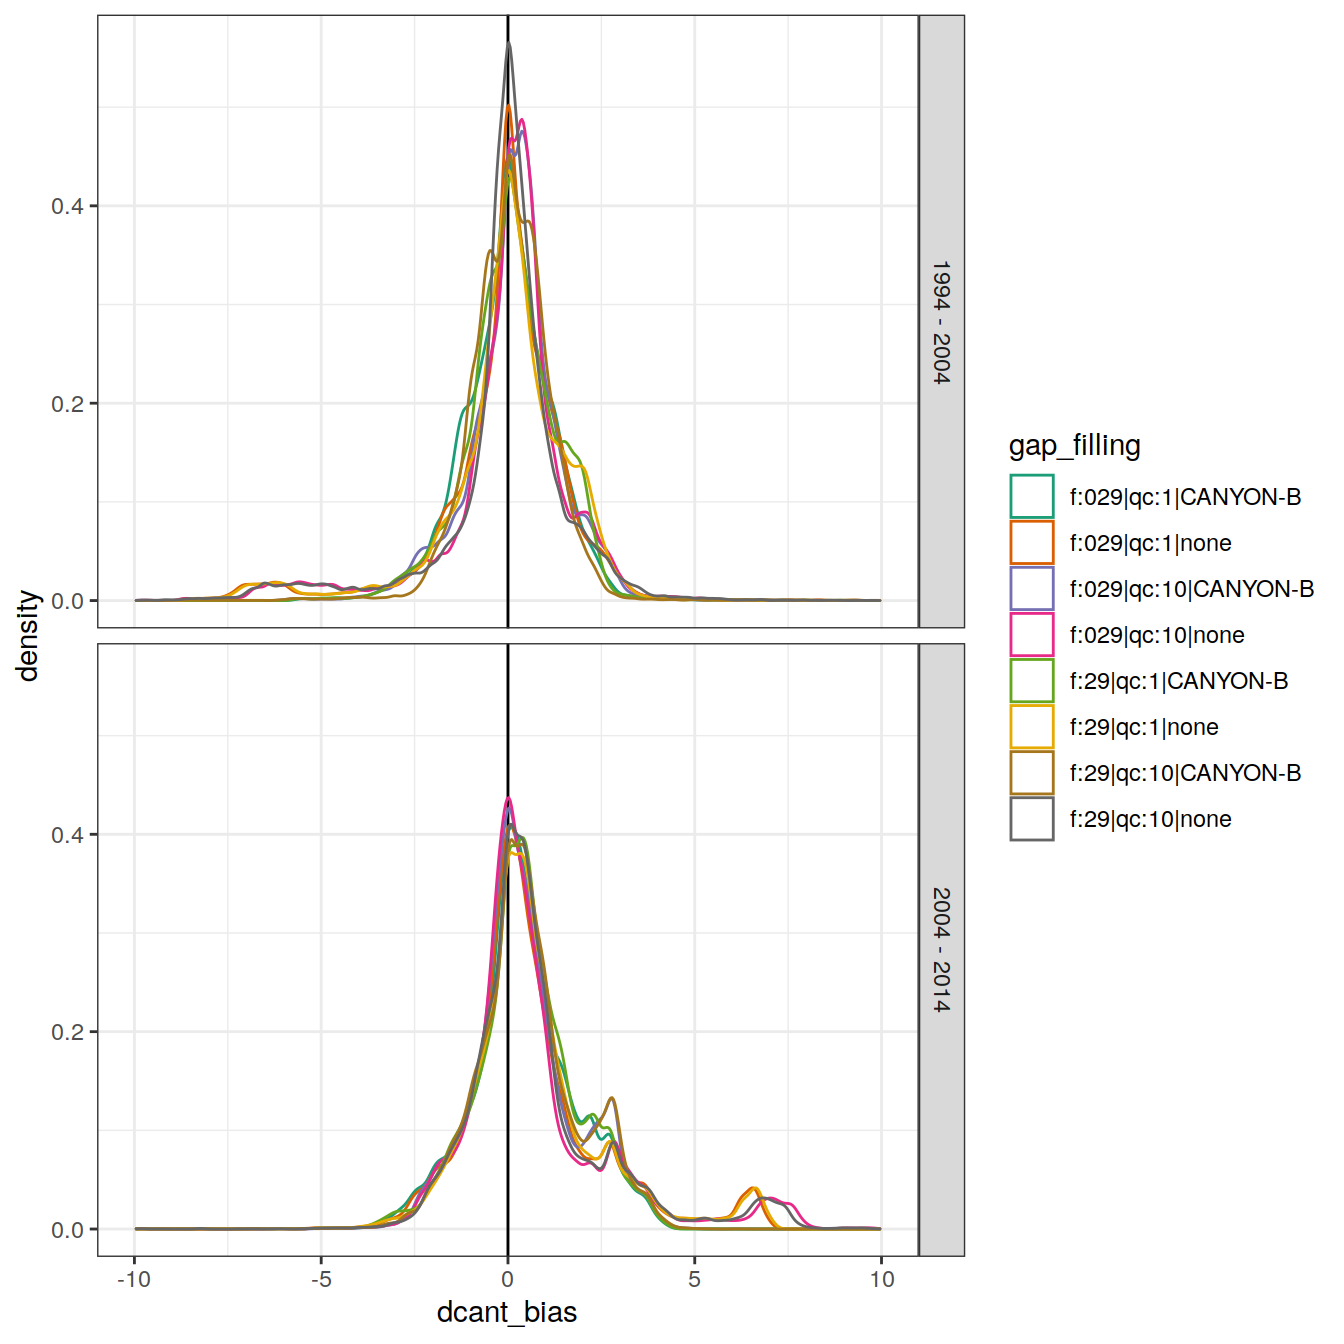 density
0.4
0.2
0.0
1994 - 2004
0.4
0.2
0.0
2004 - 2014
-10
-5
0
5
10
dcant_bias
gap_filling
f:029|qc:1|CANYON-B
f:029|qc:1|none
f:029|qc:10|CANYON-B
f:029|qc:10|none
f:29|qc:1|CANYON-B
f:29|qc:1|none
f:29|qc:10|CANYON-B
f:29|qc:10|none